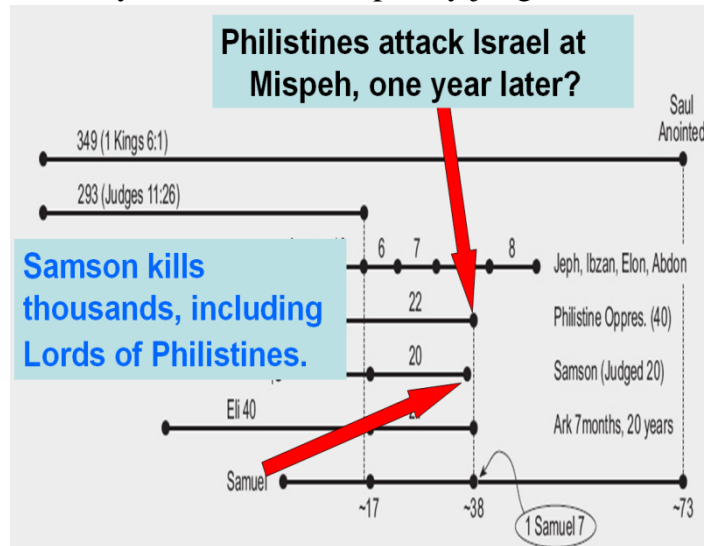 Philistines attack Israel at
Mispeh, one year later?
Saul
Anointed
349 (1 Kings 6:1)
293 (Judges 11:26)
6 7 8
Jeph, Ibzan, Elon, Abdon
Samson kills
thousands, including
Lords of Philistines.
22
Philistine Oppres. (40)
20
Samson (Judged 20)
Eli 40
Ark 7months, 20 years
Samuel
~17 ~38 ~73
1 Samuel 7